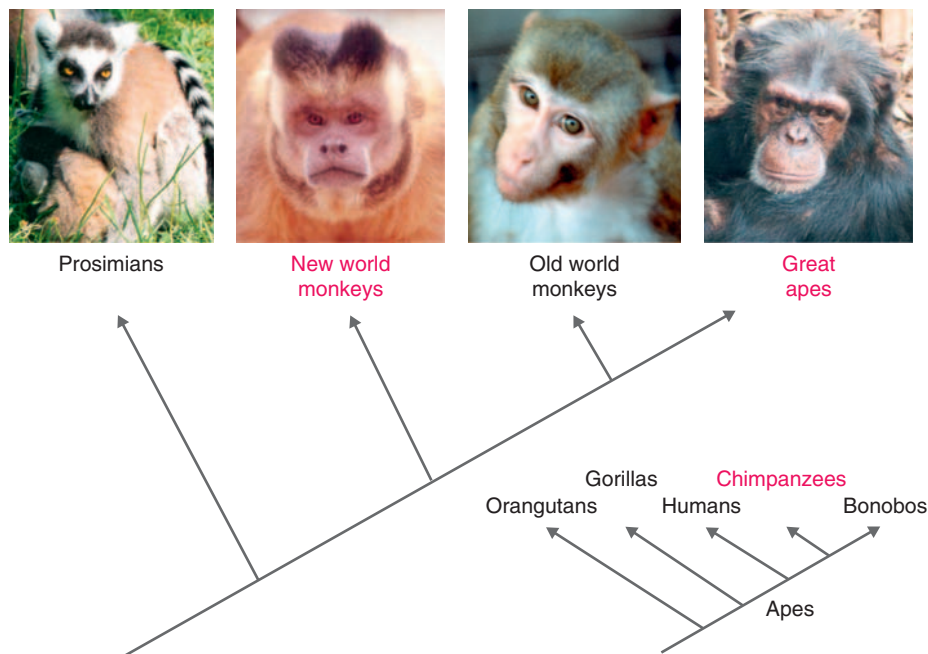 Prosimians
New world
monkeys
Old world
monkeys
Great
apes
Gorillas
Chimpanzees
Orangutans
Humans
Bonobos
Apes